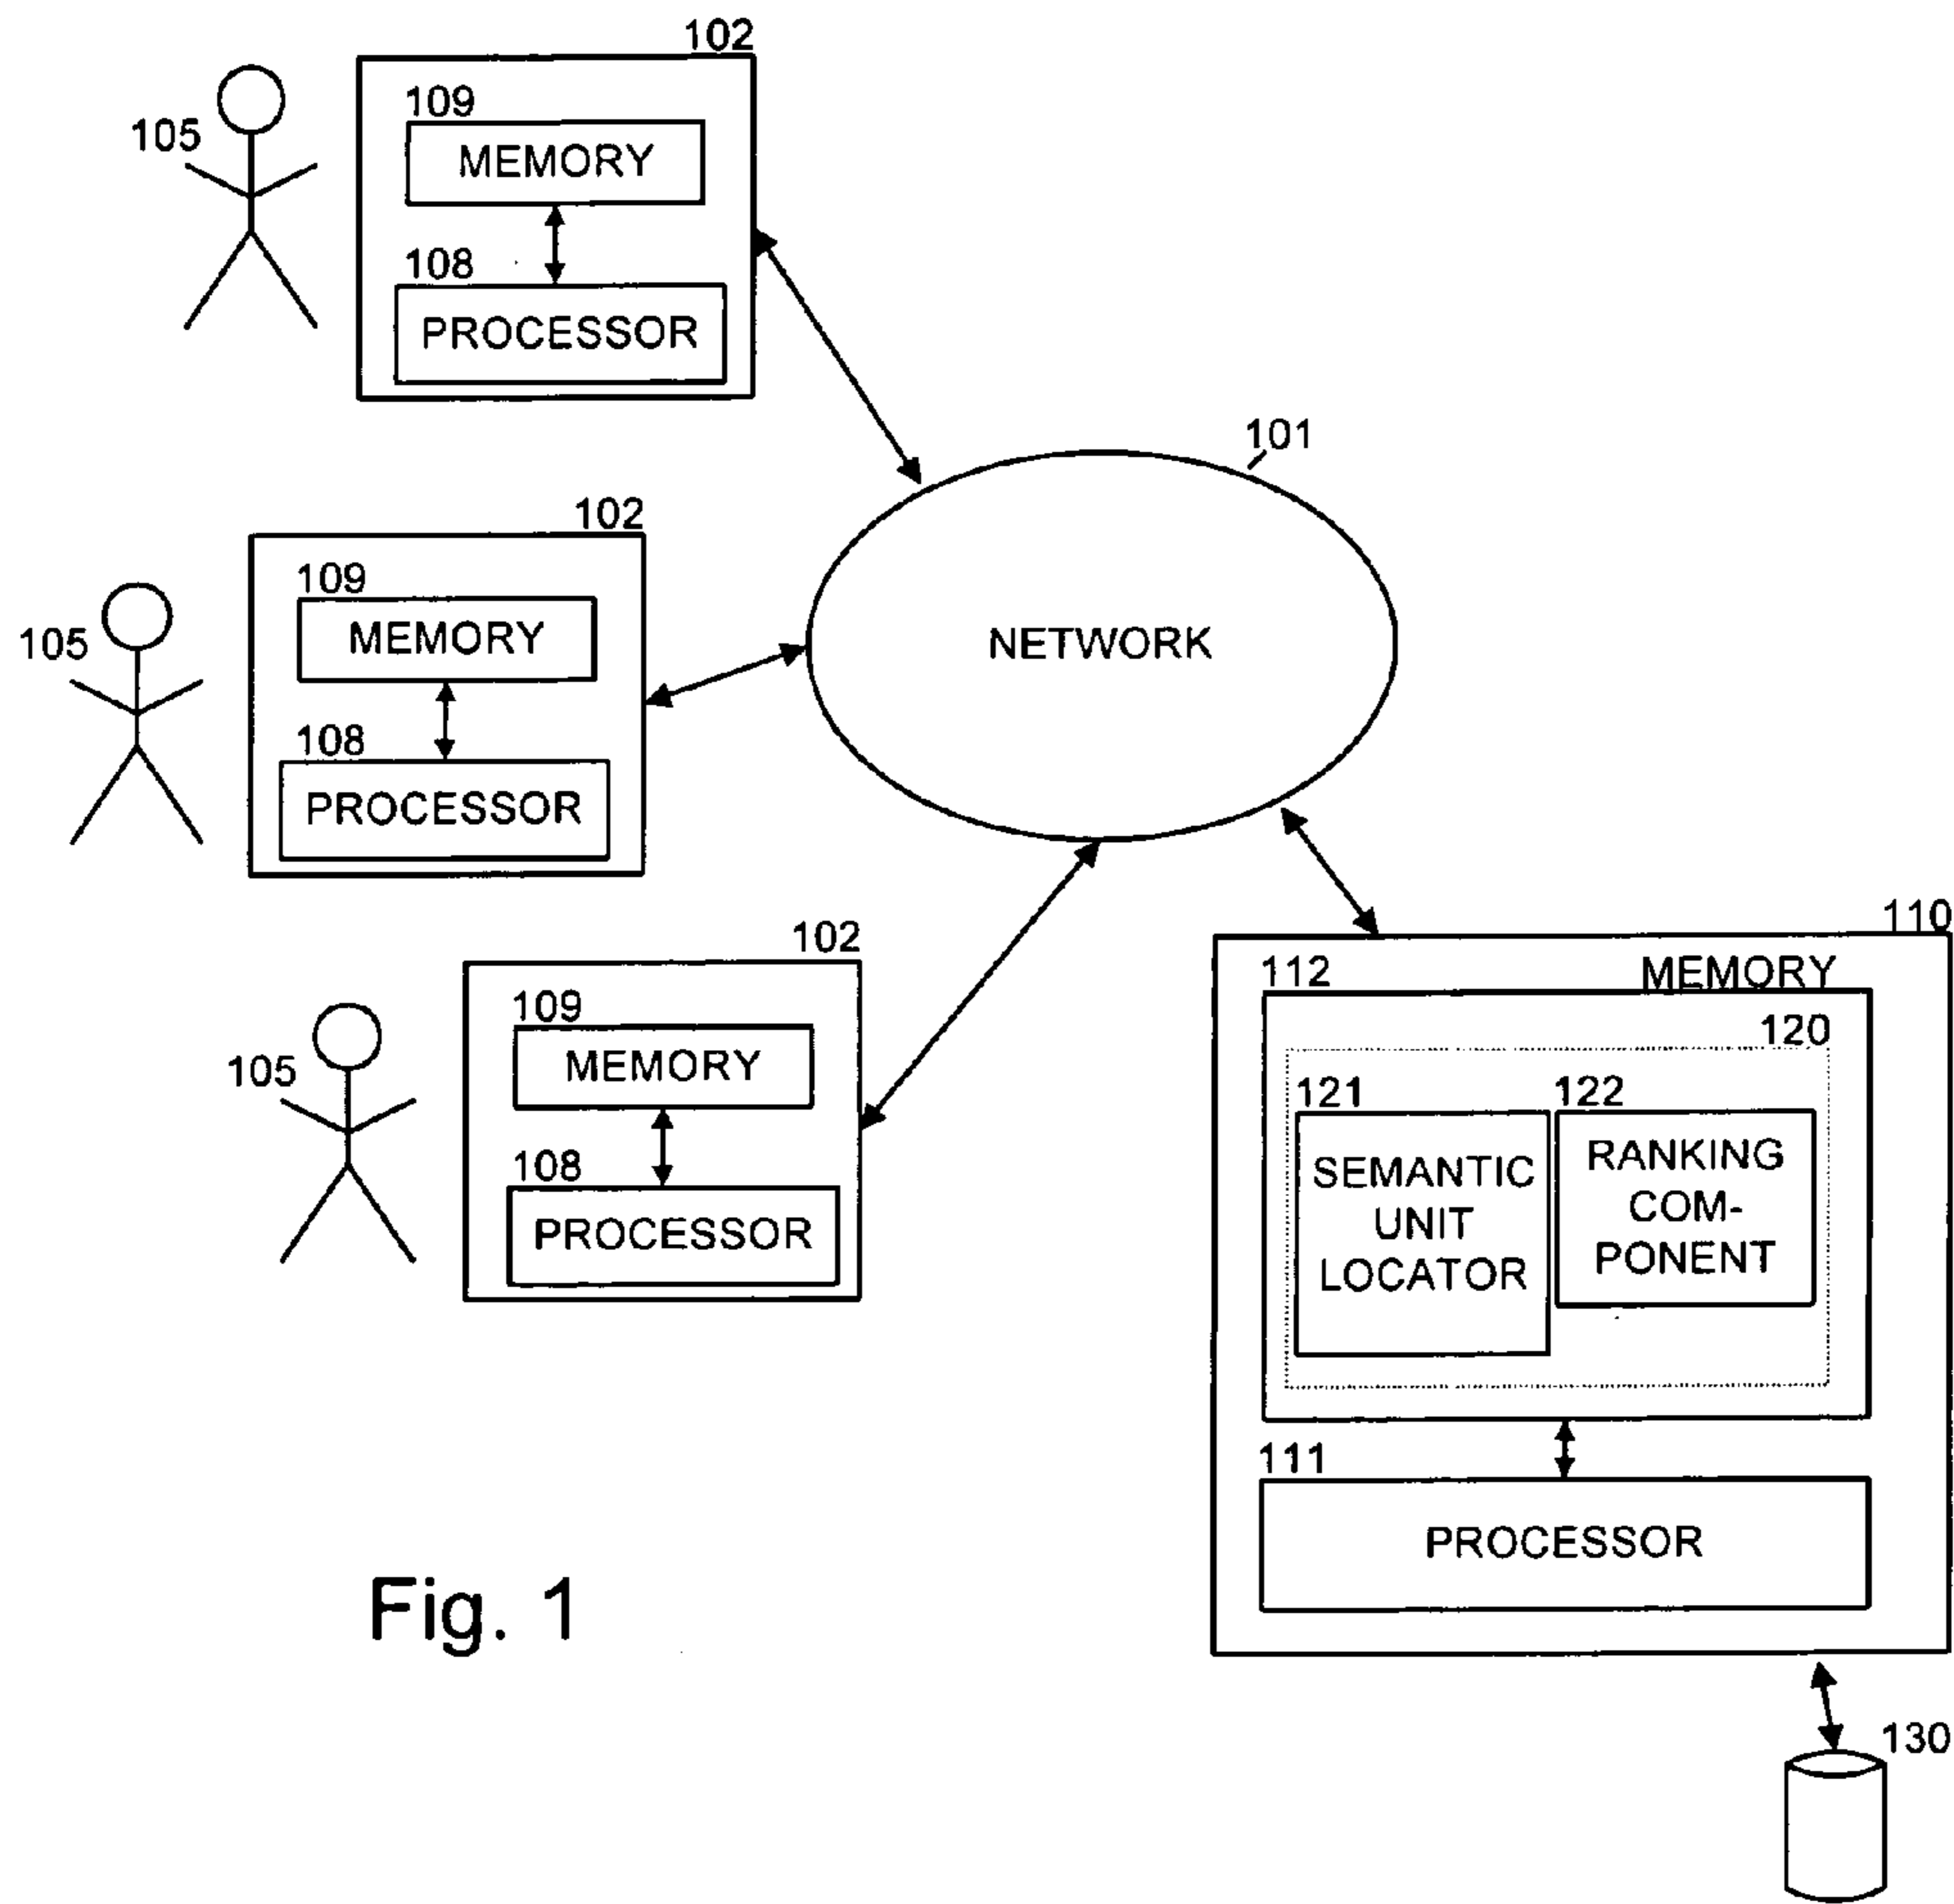 102
109
105
MEMORY
108
PROCESSOR
101
102
109
105
MEMORY
NETWORK
108
PROCESSOR
102
110
112
MEMORY
109
120
105
MEMORY
121
122
108
RANKING
SEMANTIC
COM-
UNIT
PROCESSOR
PONENT
LOCATOR
111
PROCESSOR
Fig. 1
130